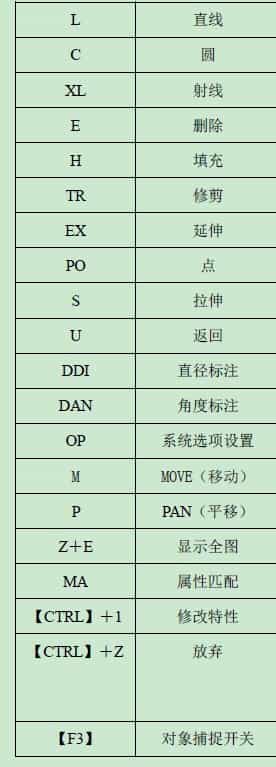 L 直线
C 圆
XL 射线
E 删除
H 填充
TR 修剪
EX 延伸
PO 点
S 拉伸
U 返回
DDI 直径标注
DAN 角度标注
OP 系统选项设置
M MOVE（移动）
P PAN（平移）
Z＋E 显示全图
MA 属性匹配
【CTRL】＋1 修改特性
【CTRL】＋Z 放弃
【F3】 对象捕捉开关